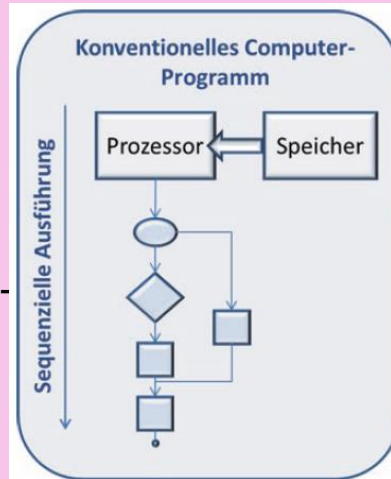 Konventionelles Computer-
Programm
Prozessor
Speicher
Sequenzielle Ausführung